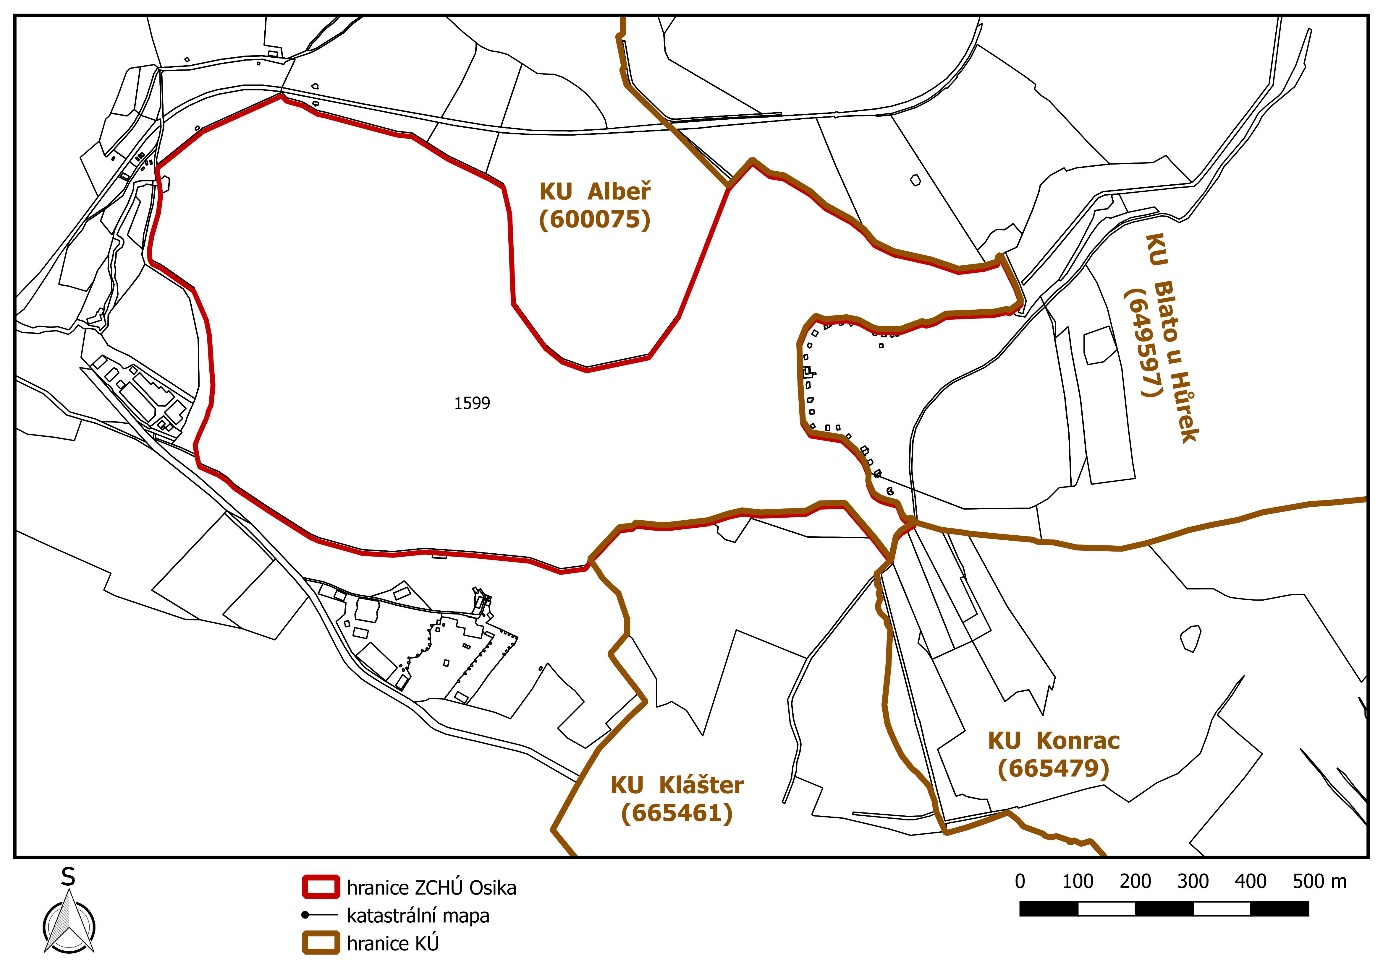 KU Albeř
(600075)
KU Blato u Hůrek
(649597)
1599
KU Konrac
(665479)
KU Klášter
(665461)
S
hranice ZCHÚ Osika
katastrální mapa
hranice KÚ
0 100 200 300 400 500 m